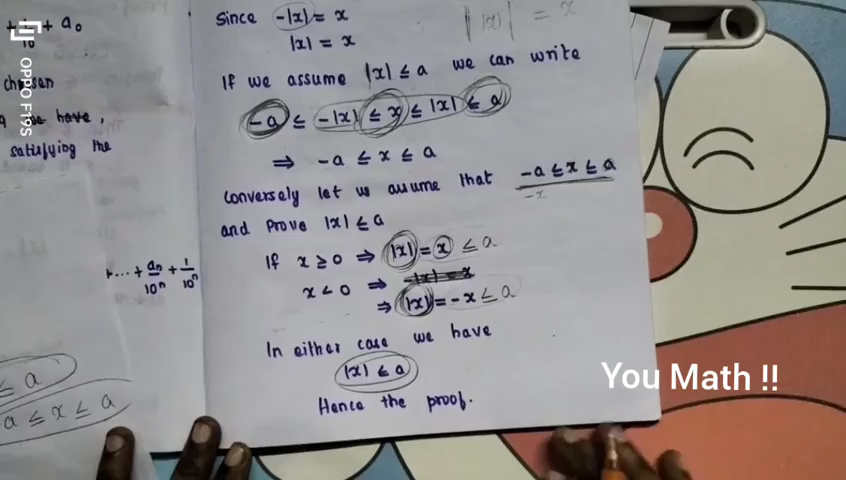 + 1/10 + a₀
chosen
have,
satisfying the
+... + aₙ/10ⁿ + 1/10ⁿ
≤ a
a ≤ x ≤ a
OPPO F19S
Since -|x| = x
|x| = x
||x|| = x
If we assume |x| ≤ a we can write
-a ≤ -|x| ≤ x ≤ |x| ≤ a
⇒ -a ≤ x ≤ a
Conversely let us assume that -a ≤ x ≤ a
-x
and prove |x| ≤ a
If x ≥ 0 ⇒ |x| = x ≤ a
x < 0 ⇒ -|x| = x
⇒ |x| = -x ≤ a
In either case we have
|x| ≤ a
Hence the proof.
You Math !!